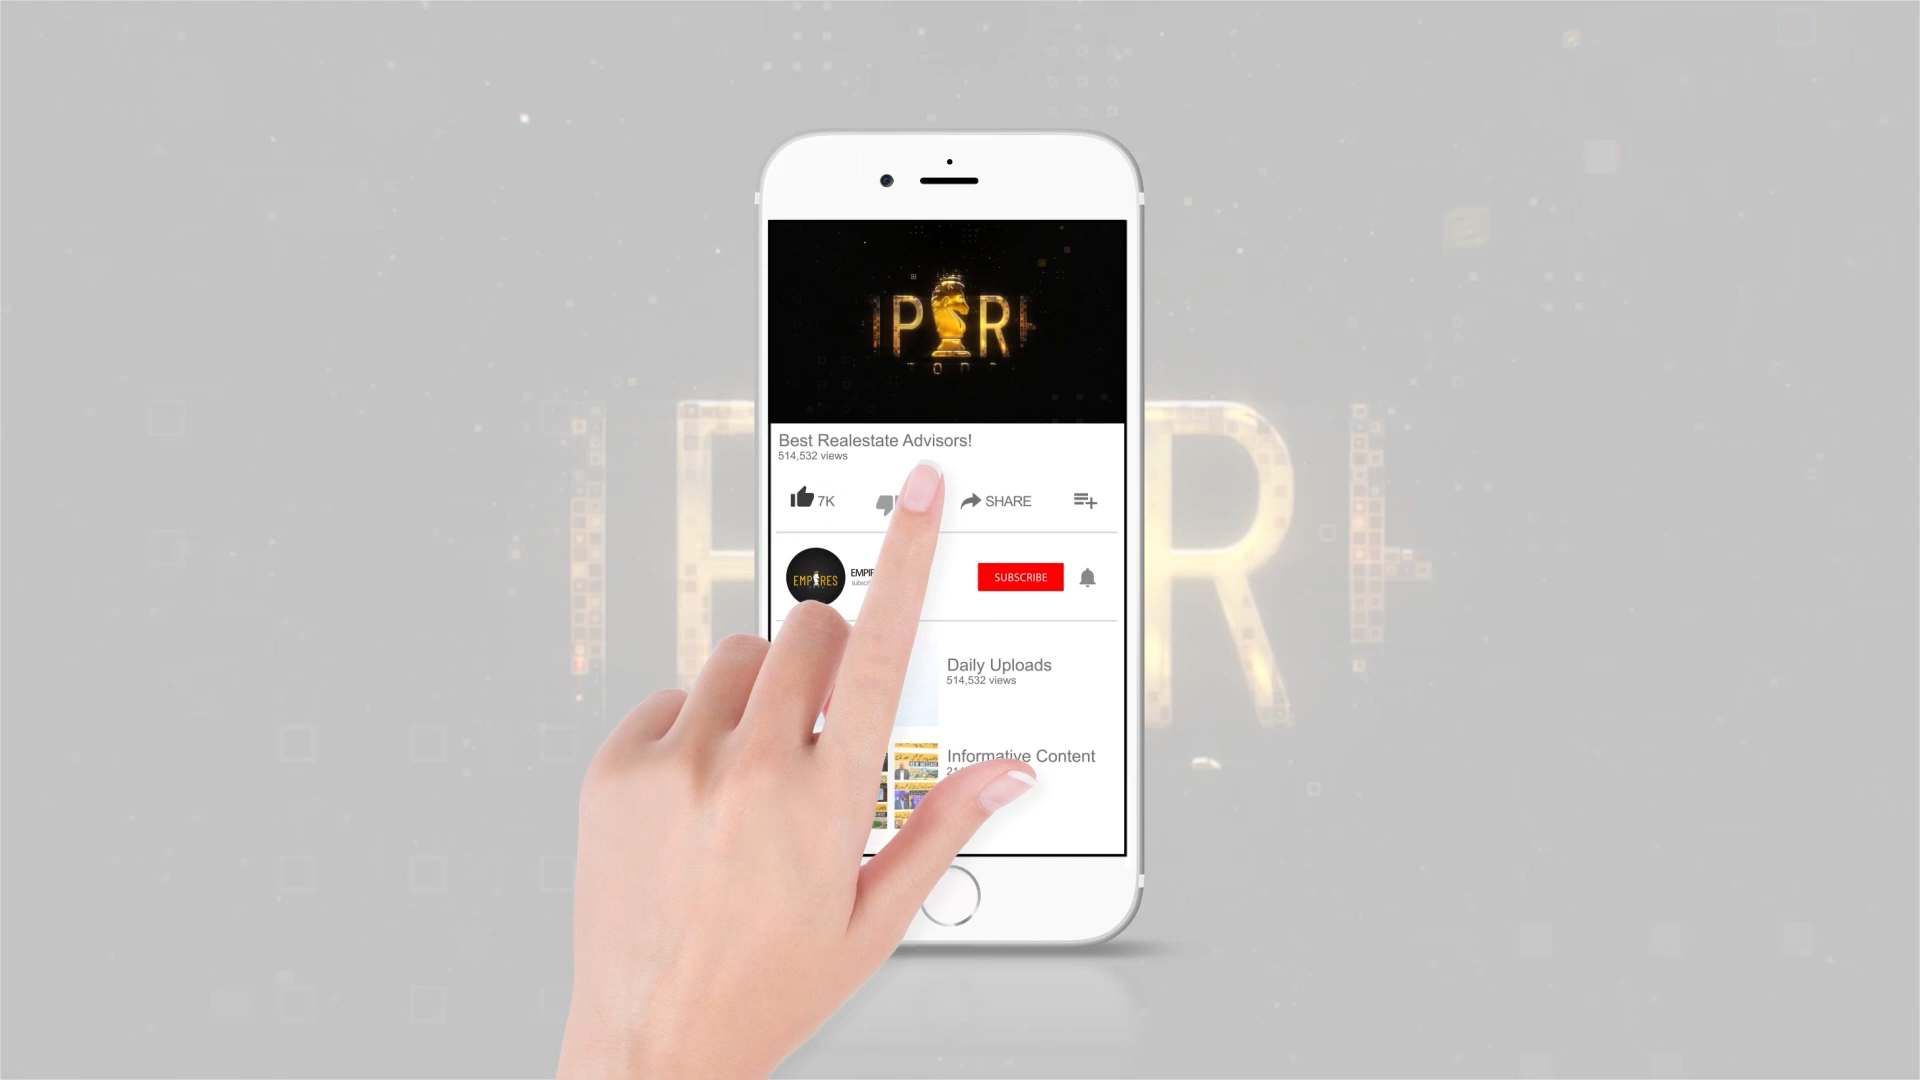 Best Realestate Advisors!
514,532 views
7K
SHARE
EMPIRES
SUBSCRIBE
Daily Uploads
514,532 views
Informative Content